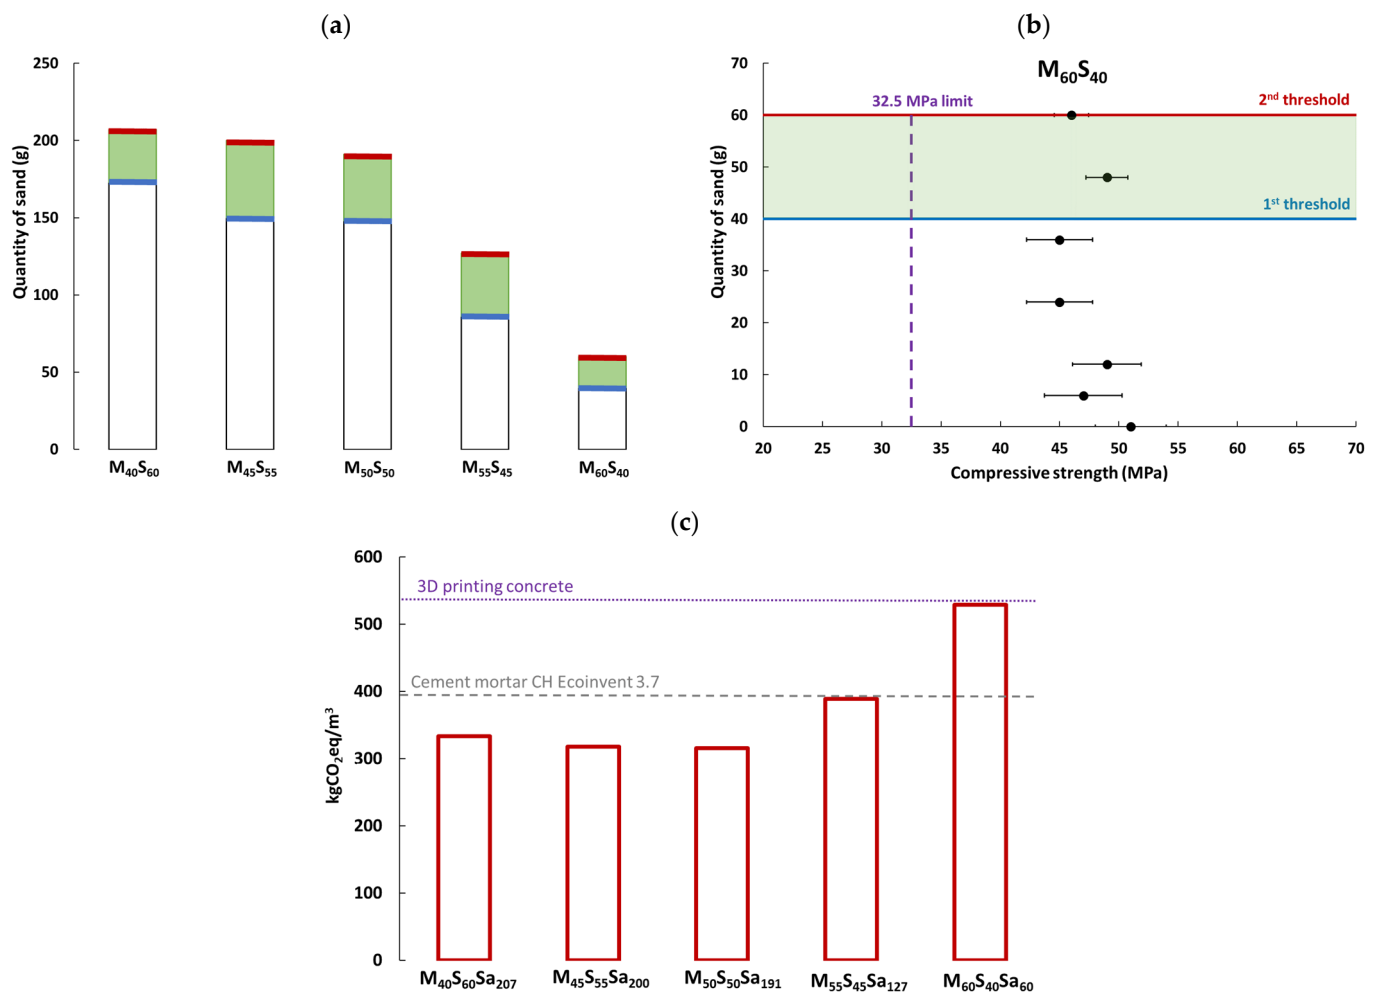 (a)
250
200
150
100
50
0
Quantity of sand (g)
M₄₀S₆₀
M₄₅S₅₅
M₅₀S₅₀
M₅₅S₄₅
M₆₀S₄₀
(b)
M₆₀S₄₀
70
60
50
40
30
20
10
0
Quantity of sand (g)
32.5 MPa limit
2ⁿᵈ threshold
1ˢᵗ threshold
20 25 30 35 40 45 50 55 60 65 70
Compressive strength (MPa)
(c)
600
500
400
300
200
100
0
kgCO₂eq/m³
3D printing concrete
Cement mortar CH Ecoinvent 3.7
M₄₀S₆₀Sa₂₀₇
M₄₅S₅₅Sa₂₀₀
M₅₀S₅₀Sa₁₉₁
M₅₅S₄₅Sa₁₂₇
M₆₀S₄₀Sa₆₀